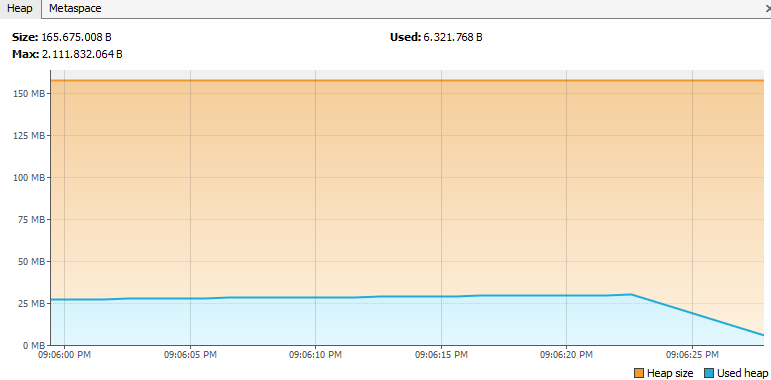 Heap Metaspace
Size: 165.675.008 B Used: 6.321.768 B
Max: 2.111.832.064 B
150 MB
125 MB
100 MB
75 MB
50 MB
25 MB
0 MB
09:06:00 PM 09:06:05 PM 09:06:10 PM 09:06:15 PM 09:06:20 PM 09:06:25 PM
Heap size Used heap